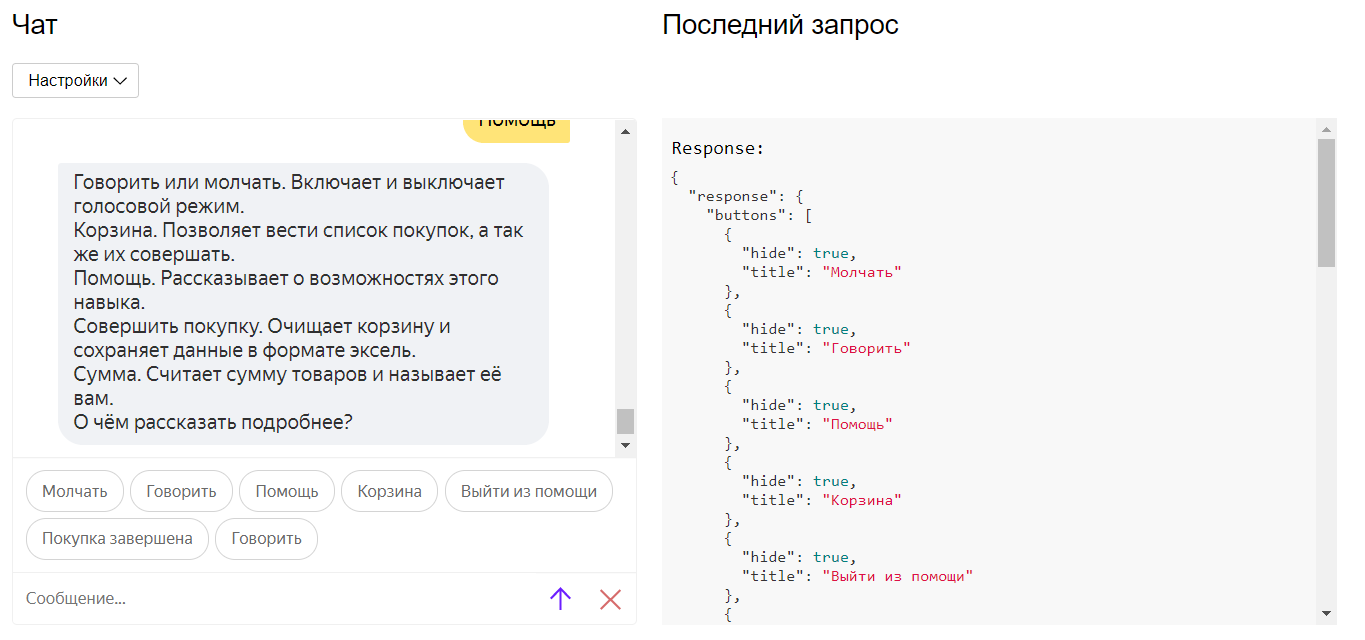 Чат
Настройки
Помощь
Говорить или молчать. Включает и выключает
голосовой режим.
Корзина. Позволяет вести список покупок, а так
же их совершать.
Помощь. Рассказывает о возможностях этого
навыка.
Совершить покупку. Очищает корзину и
сохраняет данные в формате эксель.
Сумма. Считает сумму товаров и называет её
вам.
О чём рассказать подробнее?
Молчать Говорить Помощь Корзина Выйти из помощи
Покупка завершена Говорить
Сообщение...
Последний запрос
Response:
{
"response": {
"buttons": [
{
"hide": true,
"title": "Молчать"
},
{
"hide": true,
"title": "Говорить"
},
{
"hide": true,
"title": "Помощь"
},
{
"hide": true,
"title": "Корзина"
},
{
"hide": true,
"title": "Выйти из помощи"
},
{